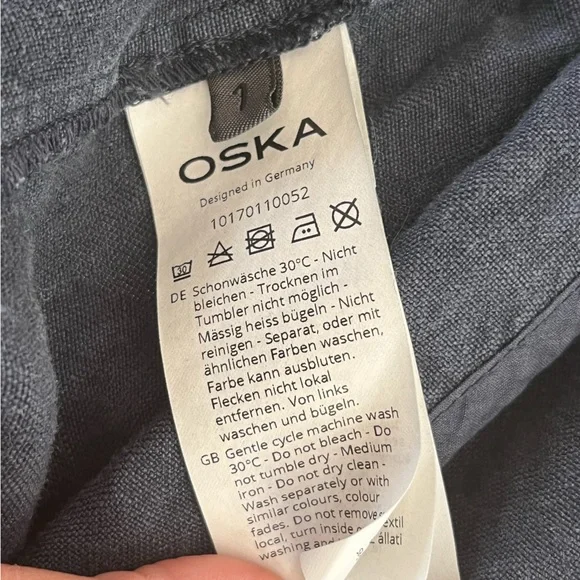 1
OSKA
Designed in Germany
10170110052
30
DE Schonwäsche 30°C - Nicht
bleichen - Trocknen im
Tumbler nicht möglich -
Mässig heiss bügeln - Nicht
reinigen - Separat, oder mit
ähnlichen Farben waschen,
Farbe kann ausbluten.
Flecken nicht lokal
entfernen. Von links
waschen und bügeln.
GB Gentle cycle machine wash
30°C - Do not bleach - Do
not tumble dry - Medium
iron - Do not dry clean -
Wash separately or with
similar colours, colour
fades. Do not remove
local, turn inside
washing and